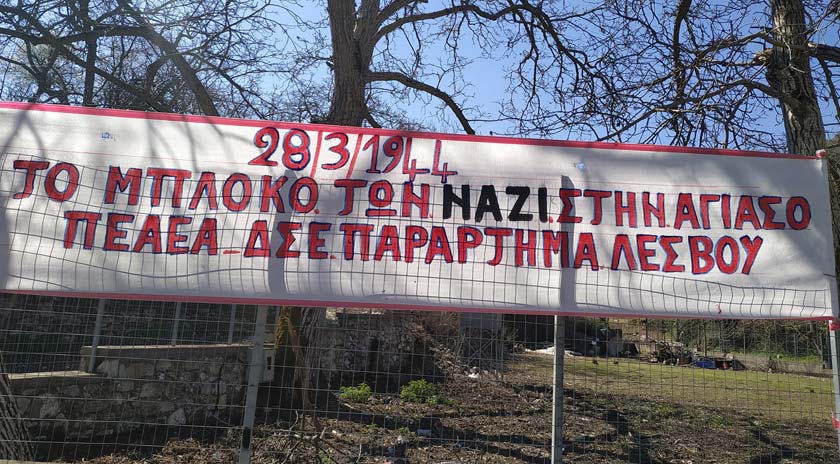 28/3/1944
ΤΟ ΜΠΛΟΚΟ. ΤΩΝ ΝΑΖΙ. ΣΤΗΝ. ΑΓΙΑΣΟ
ΠΕΑΕΑ_ΔΣΕ. ΠΑΡΑΡΤΗΜΑ. ΛΕΣΒΟΥ